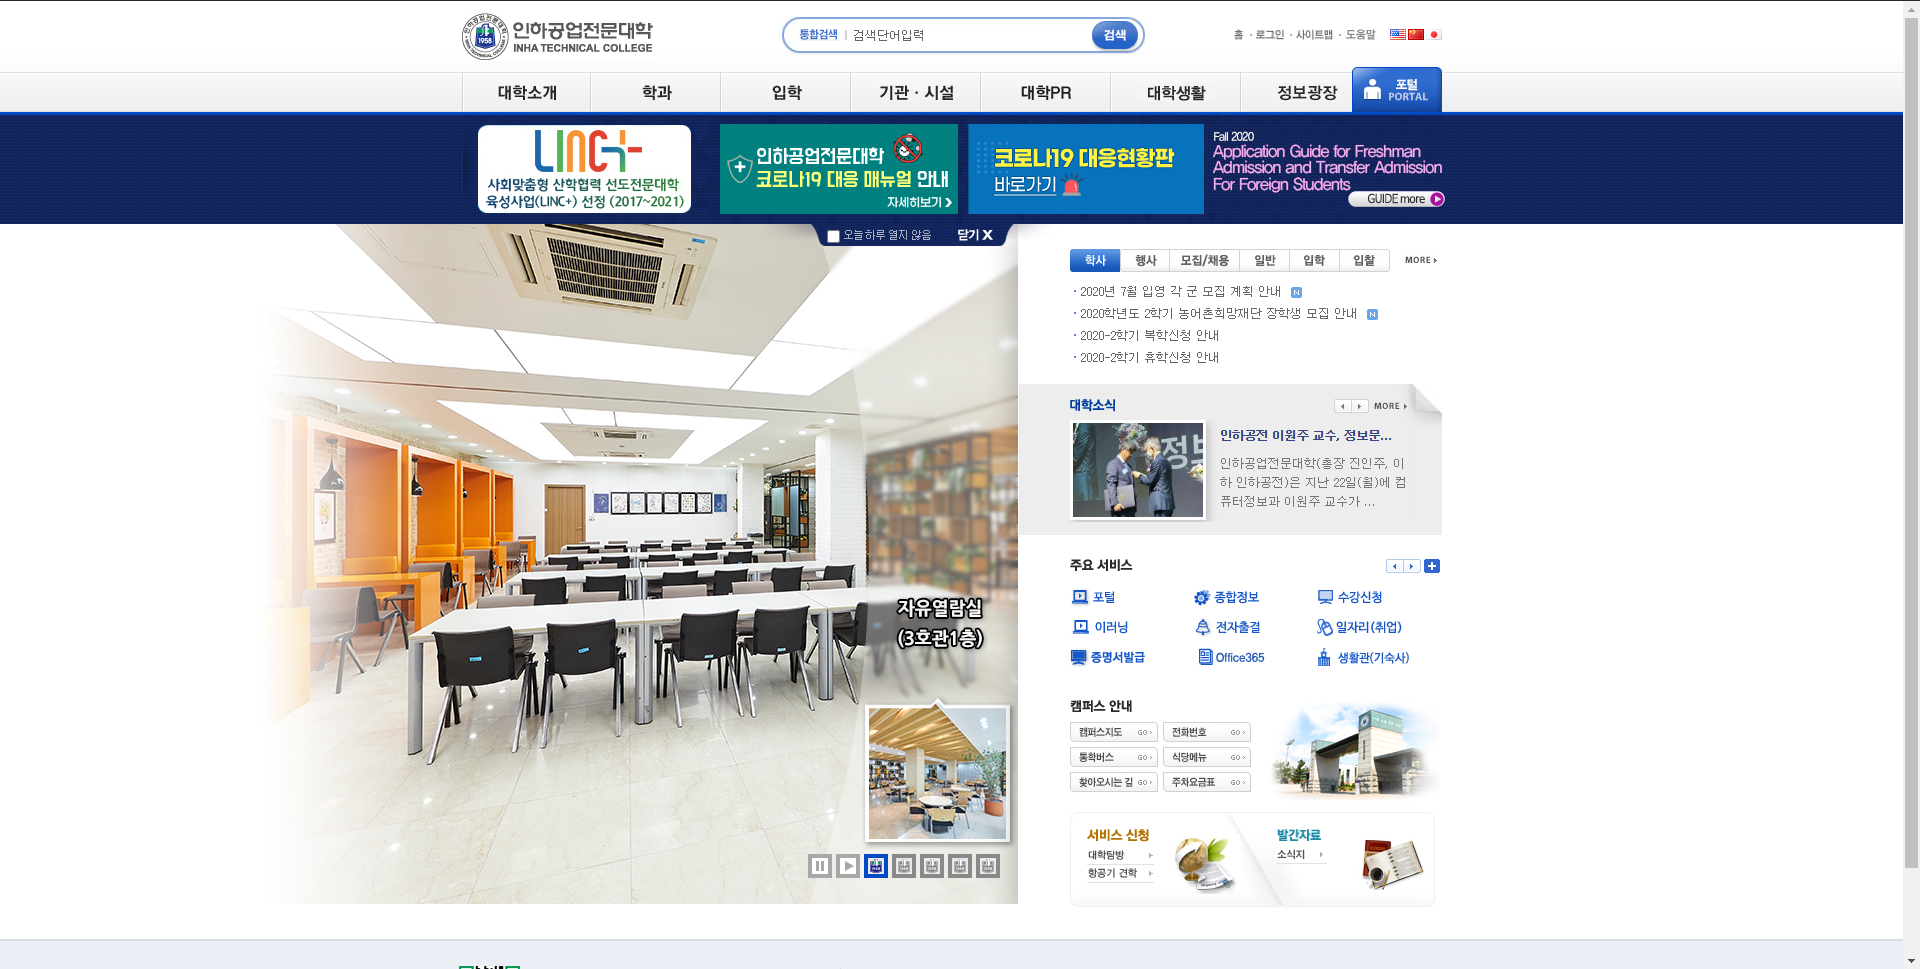 인하공업전문대학
INHA TECHNICAL COLLEGE
1958
통합검색 | 검색단어입력 검색
홈 · 로그인 · 사이트맵 · 도움말
대학소개 학과 입학 기관 · 시설 대학PR 대학생활 정보광장 포털
PORTAL
LINC+
사회맞춤형 산학협력 선도전문대학
육성사업(LINC+) 선정 (2017~2021)
인하공업전문대학
코로나19 대응 매뉴얼 안내
자세히보기
코로나19 대응현황판
바로가기
Fall 2020
Application Guide for Freshman
Admission and Transfer Admission
For Foreign Students
GUIDE more
오늘하루 열지 않음 닫기 X
자유열람실
(3호관1층)
학사 행사 모집/채용 일반 입학 입찰 MORE
· 2020년 7월 입영 각 군 모집 계획 안내 N
· 2020학년도 2학기 농어촌희망재단 장학생 모집 안내 N
· 2020-2학기 복학신청 안내
· 2020-2학기 휴학신청 안내
대학소식 MORE
정보
인하공전 이원주 교수, 정보문...
인하공업전문대학(총장 진인주, 이
하 인하공전)은 지난 22일(월)에 컴
퓨터정보과 이원주 교수가 ...
주요 서비스
포털 종합정보 수강신청
이러닝 전자출결 일자리(취업)
증명서발급 Office365 생활관(기숙사)
캠퍼스 안내
캠퍼스지도 GO 전화번호 GO
통학버스 GO 식당메뉴 GO
찾아오시는 길 GO 주차요금표 GO
서비스 신청
대학탐방
항공기 견학
발간자료
소식지